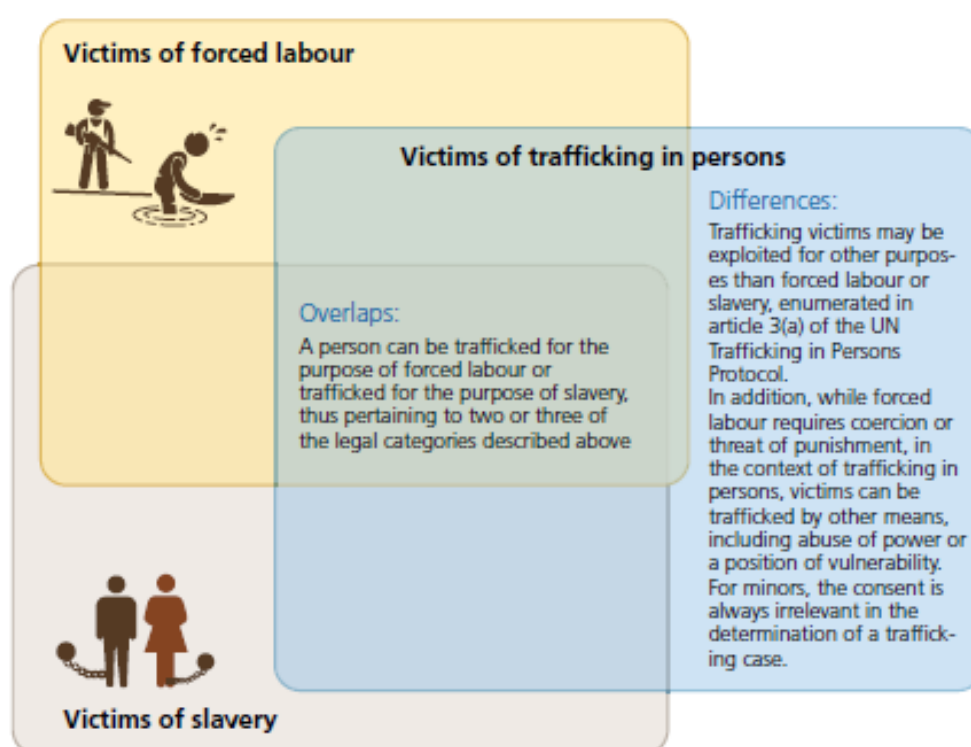 Victims of forced labour
Victims of trafficking in persons
Differences:
Trafficking victims may be
exploited for other purpos-
es than forced labour or
slavery, enumerated in
article 3(a) of the UN
Trafficking in Persons
Protocol.
In addition, while forced
labour requires coercion or
threat of punishment, in
the context of trafficking in
persons, victims can be
trafficked by other means,
including abuse of power or
a position of vulnerability.
For minors, the consent is
always irrelevant in the
determination of a traffick-
ing case.
Overlaps:
A person can be trafficked for the
purpose of forced labour or
trafficked for the purpose of slavery,
thus pertaining to two or three of
the legal categories described above
Victims of slavery